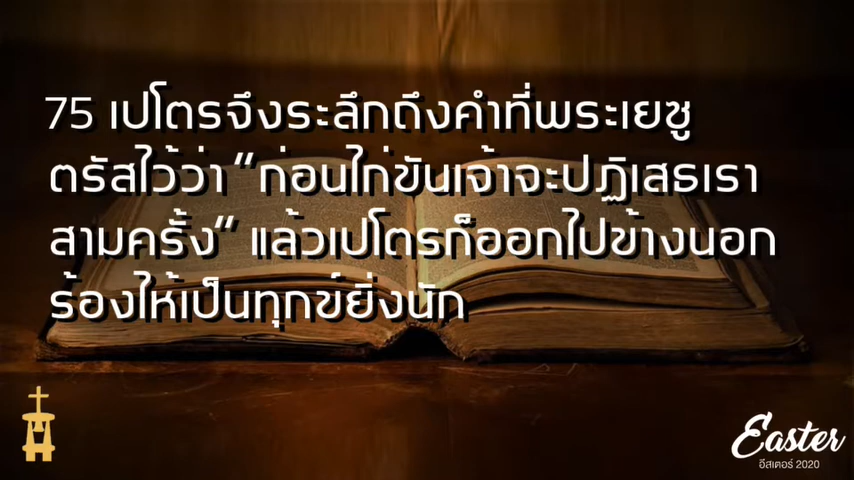 75 เปโตรจึงระลึกถึงคำที่พระเยซู
ตรัสไว้ว่า "ก่อนไก่ขันเจ้าจะปฏิเสธเรา
สามครั้ง" แล้วเปโตรก็ออกไปข้างนอก
ร้องไห้เป็นทุกข์ยิ่งนัก
Easter
อีสเตอร์ 2020